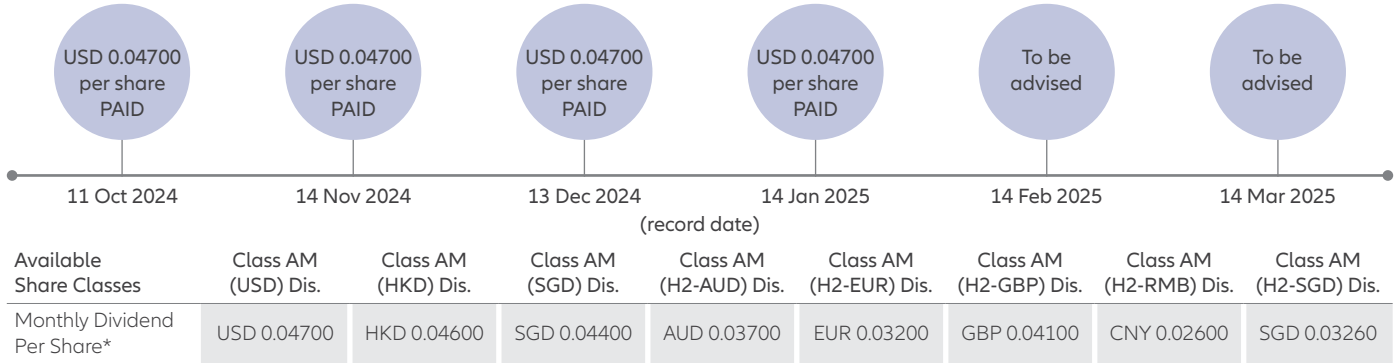 USD 0.04700
per share
PAID
USD 0.04700
per share
PAID
USD 0.04700
per share
PAID
USD 0.04700
per share
PAID
To be
advised
To be
advised
11 Oct 2024
14 Nov 2024
13 Dec 2024
14 Jan 2025
14 Feb 2025
14 Mar 2025
(record date)
Available
Share Classes
Class AM
(USD) Dis.
Class AM
(HKD) Dis.
Class AM
(SGD) Dis.
Class AM
(H2-AUD) Dis.
Class AM
(H2-EUR) Dis.
Class AM
(H2-GBP) Dis.
Class AM
(H2-RMB) Dis.
Class AM
(H2-SGD) Dis.
Monthly Dividend
Per Share*
USD 0.04700
HKD 0.04600
SGD 0.04400
AUD 0.03700
EUR 0.03200
GBP 0.04100
CNY 0.02600
SGD 0.03260